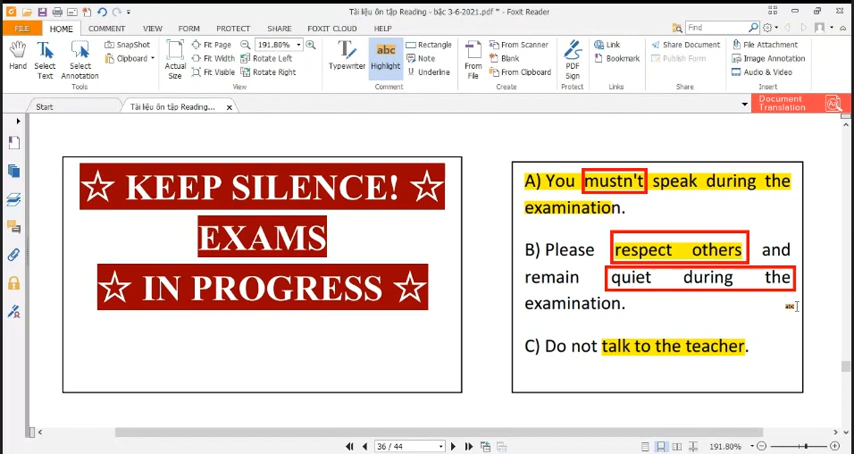 Tài liệu ôn tập Reading - bậc 3-6-2021.pdf * - Foxit Reader
FILE HOME COMMENT VIEW FORM PROTECT SHARE FOXIT CLOUD HELP
Find
Hand
Select Text
Select Annotation
SnapShot
Clipboard
Tools
Actual Size
Fit Page
Fit Width
Fit Visible
191.80%
Rotate Left
Rotate Right
View
Typewriter
abc
Highlight
Rectangle
Note
Underline
Comment
From File
From Scanner
Blank
From Clipboard
Create
PDF Sign
Protect
Link
Bookmark
Links
Share Document
Publish Form
Share
File Attachment
Image Annotation
Audio & Video
Insert
Start
Tài liệu ôn tập Reading...
Document Translation
☆ KEEP SILENCE! ☆
EXAMS
☆ IN PROGRESS ☆
A) You mustn't speak during the
examination.
B) Please respect others and
remain quiet during the
examination.
C) Do not talk to the teacher.
36 / 44
191.80%